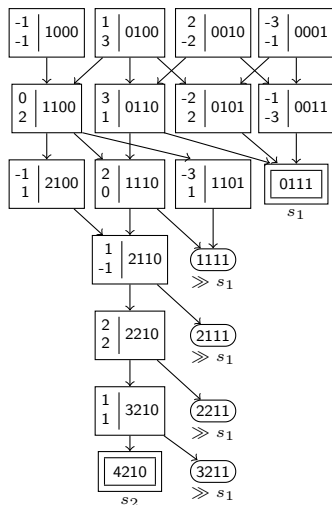 -1 -1 | 1000
1 3 | 0100
2 -2 | 0010
-3 -1 | 0001
0 2 | 1100
3 1 | 0110
-2 2 | 0101
-1 -3 | 0011
-1 1 | 2100
2 0 | 1110
-3 1 | 1101
0111
s₁
1 -1 | 2110
1111
≫ s₁
2 2 | 2210
2111
≫ s₁
1 1 | 3210
2211
≫ s₁
4210
s₂
3211
≫ s₁